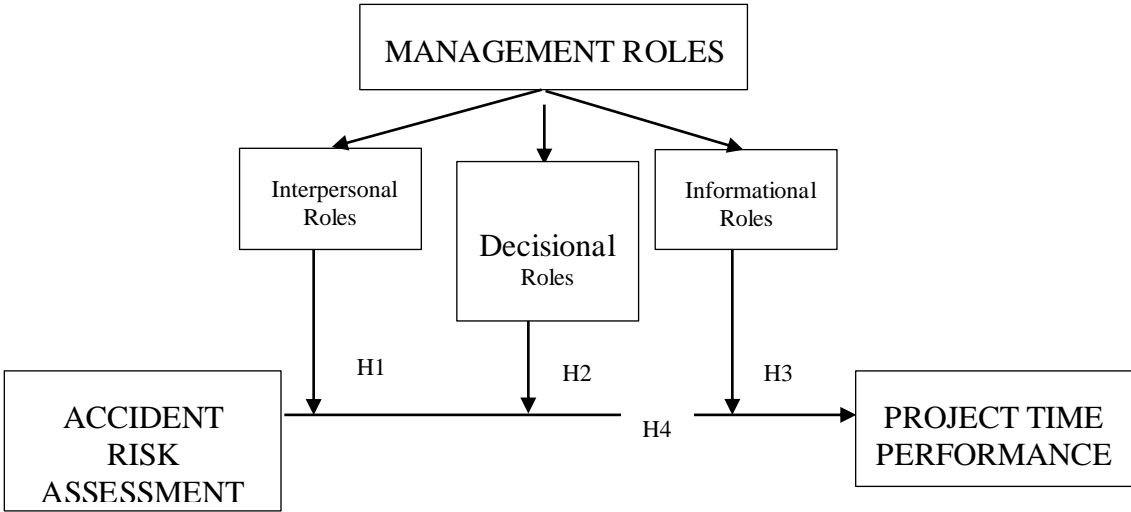 MANAGEMENT ROLES
Interpersonal
Roles
Decisional
Roles
Informational
Roles
H1
H2
H3
H4
ACCIDENT
RISK
ASSESSMENT
PROJECT TIME
PERFORMANCE